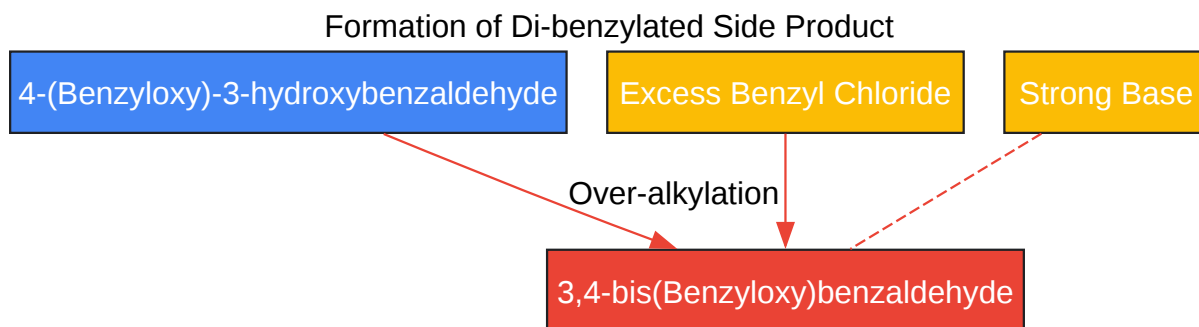 Formation of Di-benzylated Side Product
4-(Benzyloxy)-3-hydroxybenzaldehyde
Excess Benzyl Chloride
Strong Base
Over-alkylation
3,4-bis(Benzyloxy)benzaldehyde